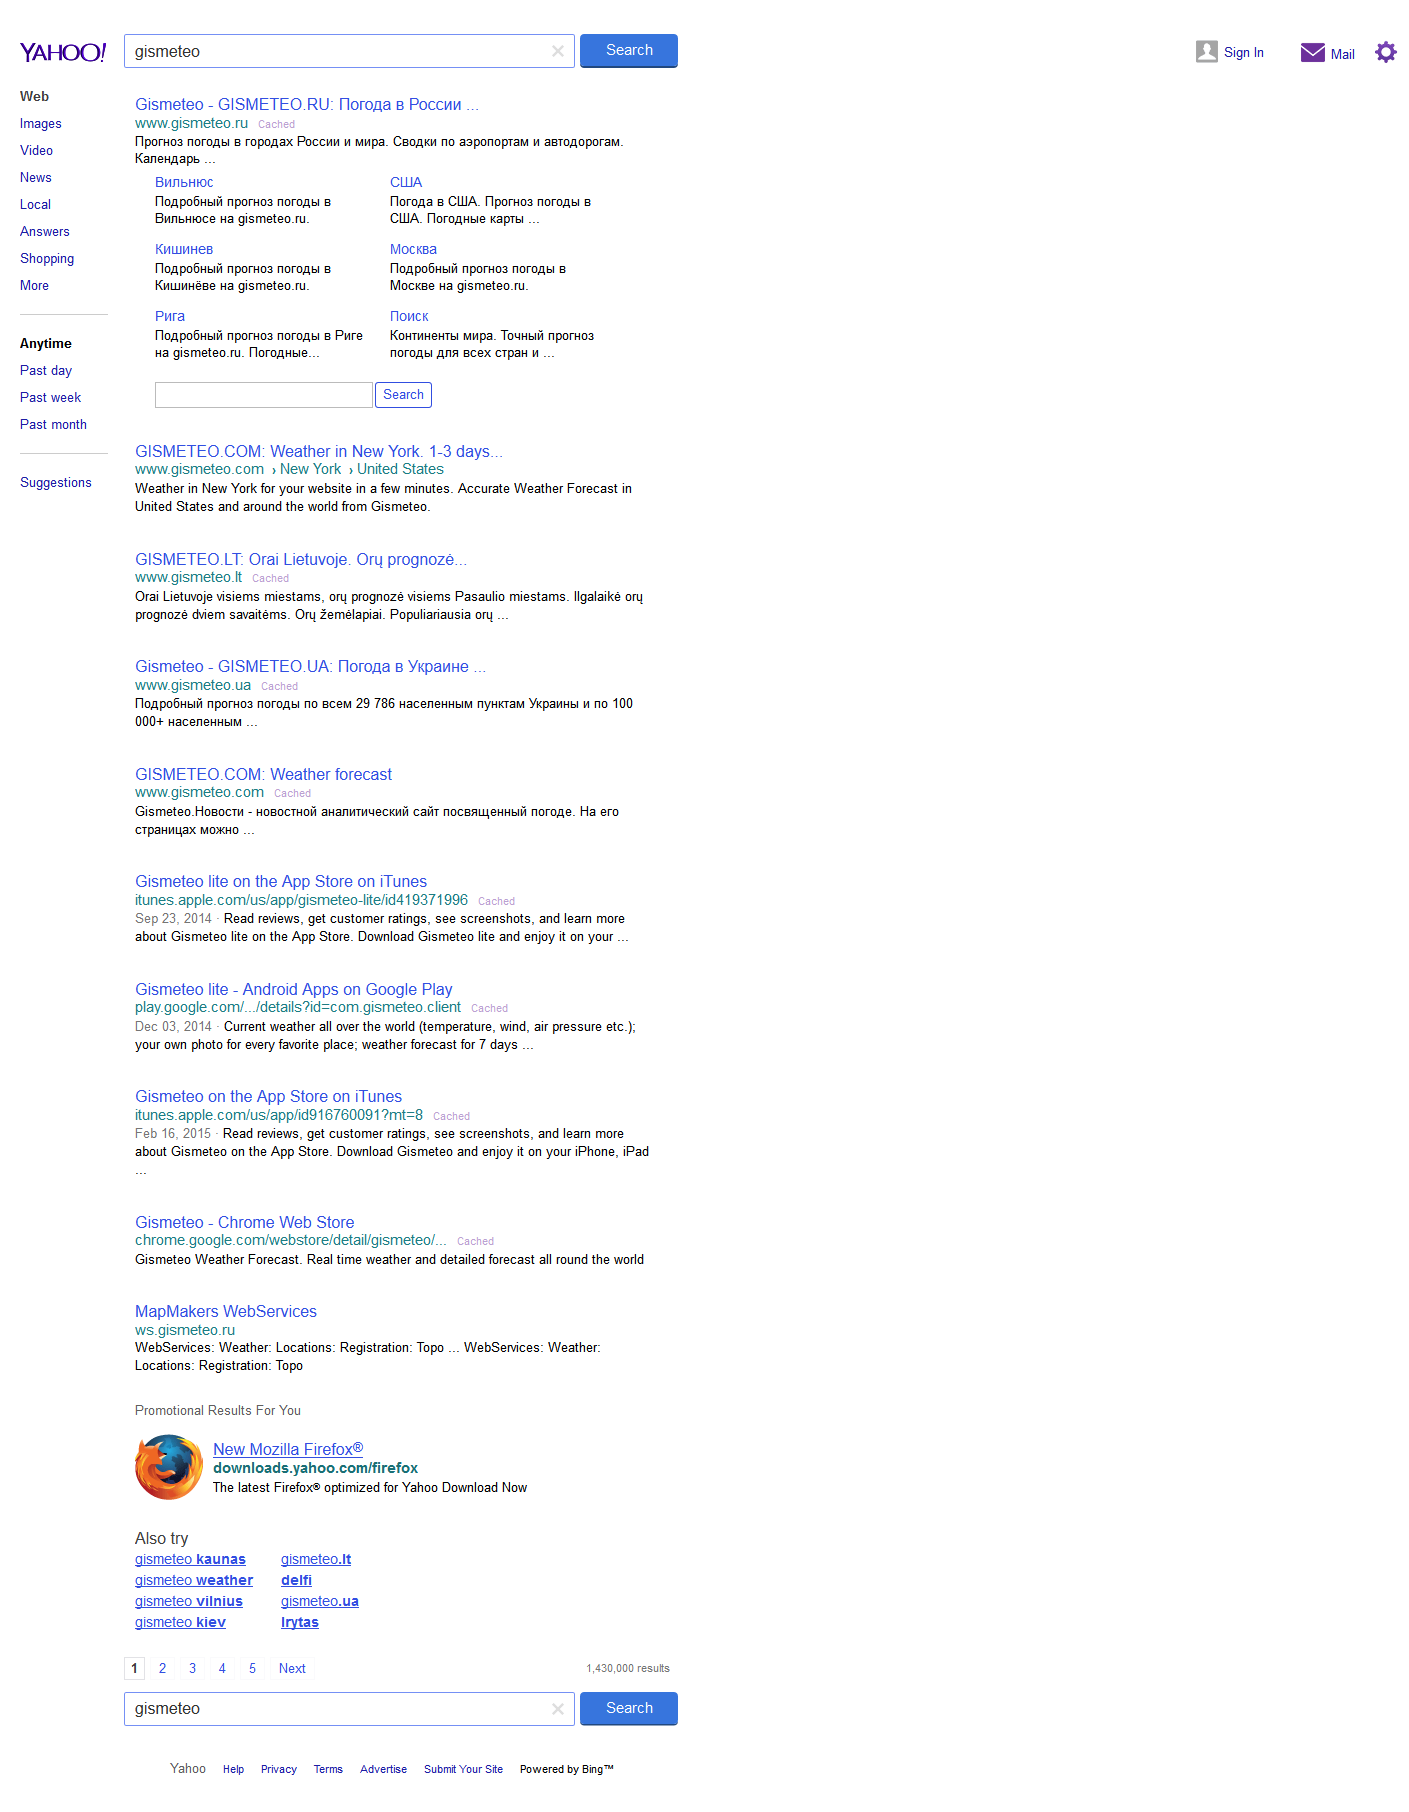 YAHOO!
gismeteo
Search
Sign In
Mail
Web
Images
Video
News
Local
Answers
Shopping
More
Anytime
Past day
Past week
Past month
Suggestions
Gismeteo - GISMETEO.RU: Погода в России ...
www.gismeteo.ru Cached
Прогноз погоды в городах России и мира. Сводки по аэропортам и автодорогам.
Календарь ...
Вильнюс
Подробный прогноз погоды в
Вильнюсе на gismeteo.ru.
США
Погода в США. Прогноз погоды в
США. Погодные карты ...
Кишинев
Подробный прогноз погоды в
Кишинёве на gismeteo.ru.
Москва
Подробный прогноз погоды в
Москве на gismeteo.ru.
Рига
Подробный прогноз погоды в Риге
на gismeteo.ru. Погодные...
Поиск
Континенты мира. Точный прогноз
погоды для всех стран и ...
Search
GISMETEO.COM: Weather in New York. 1-3 days...
www.gismeteo.com › New York › United States
Weather in New York for your website in a few minutes. Accurate Weather Forecast in
United States and around the world from Gismeteo.
GISMETEO.LT: Orai Lietuvoje. Orų prognozė...
www.gismeteo.lt Cached
Orai Lietuvoje visiems miestams, orų prognozė visiems Pasaulio miestams. Ilgalaikė orų
prognozė dviem savaitėms. Orų žemėlapiai. Populiariausia orų ...
Gismeteo - GISMETEO.UA: Погода в Украине ...
www.gismeteo.ua Cached
Подробный прогноз погоды по всем 29 786 населенным пунктам Украины и по 100
000+ населенным ...
GISMETEO.COM: Weather forecast
www.gismeteo.com Cached
Gismeteo.Новости - новостной аналитический сайт посвященный погоде. На его
страницах можно ...
Gismeteo lite on the App Store on iTunes
itunes.apple.com/us/app/gismeteo-lite/id419371996 Cached
Sep 23, 2014 · Read reviews, get customer ratings, see screenshots, and learn more
about Gismeteo lite on the App Store. Download Gismeteo lite and enjoy it on your ...
Gismeteo lite - Android Apps on Google Play
play.google.com/.../details?id=com.gismeteo.client Cached
Dec 03, 2014 · Current weather all over the world (temperature, wind, air pressure etc.);
your own photo for every favorite place; weather forecast for 7 days ...
Gismeteo on the App Store on iTunes
itunes.apple.com/us/app/id916760091?mt=8 Cached
Feb 16, 2015 · Read reviews, get customer ratings, see screenshots, and learn more
about Gismeteo on the App Store. Download Gismeteo and enjoy it on your iPhone, iPad
...
Gismeteo - Chrome Web Store
chrome.google.com/webstore/detail/gismeteo/... Cached
Gismeteo Weather Forecast. Real time weather and detailed forecast all round the world
MapMakers WebServices
ws.gismeteo.ru
WebServices: Weather: Locations: Registration: Topo ... WebServices: Weather:
Locations: Registration: Topo
Promotional Results For You
New Mozilla Firefox®
downloads.yahoo.com/firefox
The latest Firefox® optimized for Yahoo Download Now
Also try
gismeteo kaunas
gismeteo weather
gismeteo vilnius
gismeteo kiev
gismeteo.lt
delfi
gismeteo.ua
lrytas
1 2 3 4 5 Next
1,430,000 results
gismeteo
Search
Yahoo Help Privacy Terms Advertise Submit Your Site Powered by Bing™